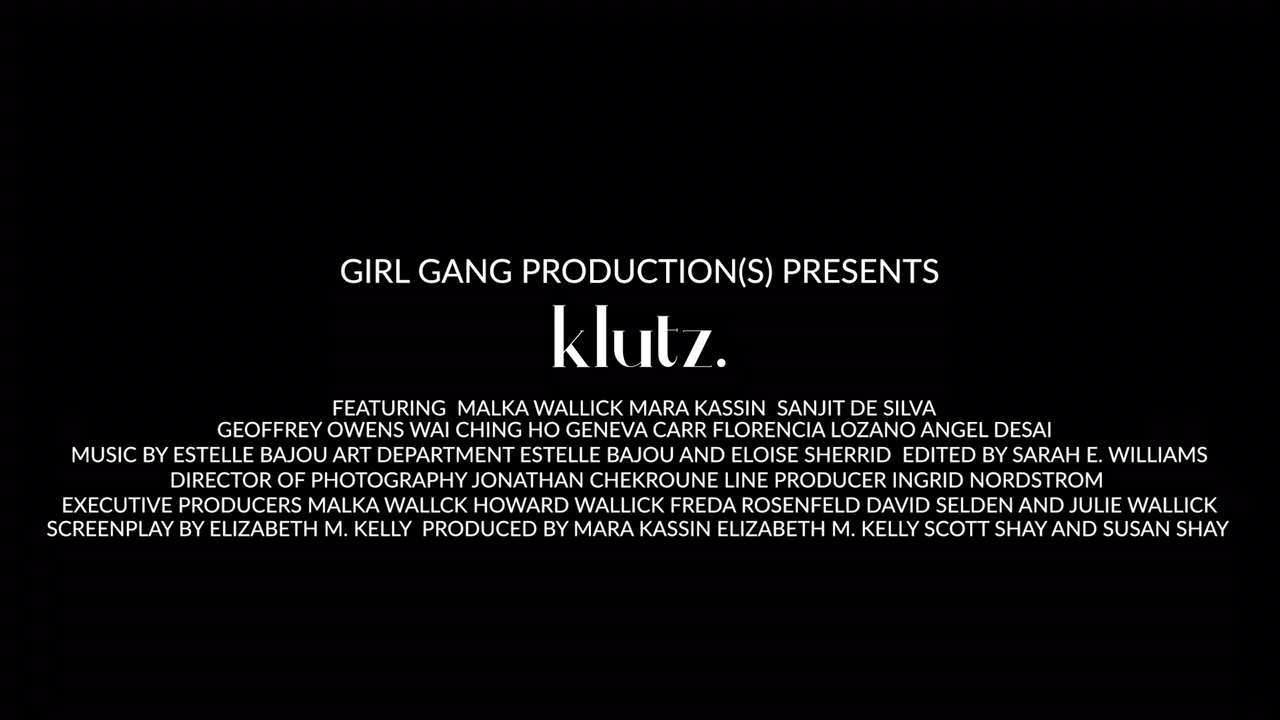 GIRL GANG PRODUCTION(S) PRESENTS
klutz.
FEATURING MALKA WALLICK MARA KASSIN SANJIT DE SILVA
GEOFFREY OWENS WAI CHING HO GENEVA CARR FLORENCIA LOZANO ANGEL DESAI
MUSIC BY ESTELLE BAJOU ART DEPARTMENT ESTELLE BAJOU AND ELOISE SHERRID EDITED BY SARAH E. WILLIAMS
DIRECTOR OF PHOTOGRAPHY JONATHAN CHEKROUNE LINE PRODUCER INGRID NORDSTROM
EXECUTIVE PRODUCERS MALKA WALLCK HOWARD WALLICK FREDA ROSENFELD DAVID SELDEN AND JULIE WALLICK
SCREENPLAY BY ELIZABETH M. KELLY PRODUCED BY MARA KASSIN ELIZABETH M. KELLY SCOTT SHAY AND SUSAN SHAY